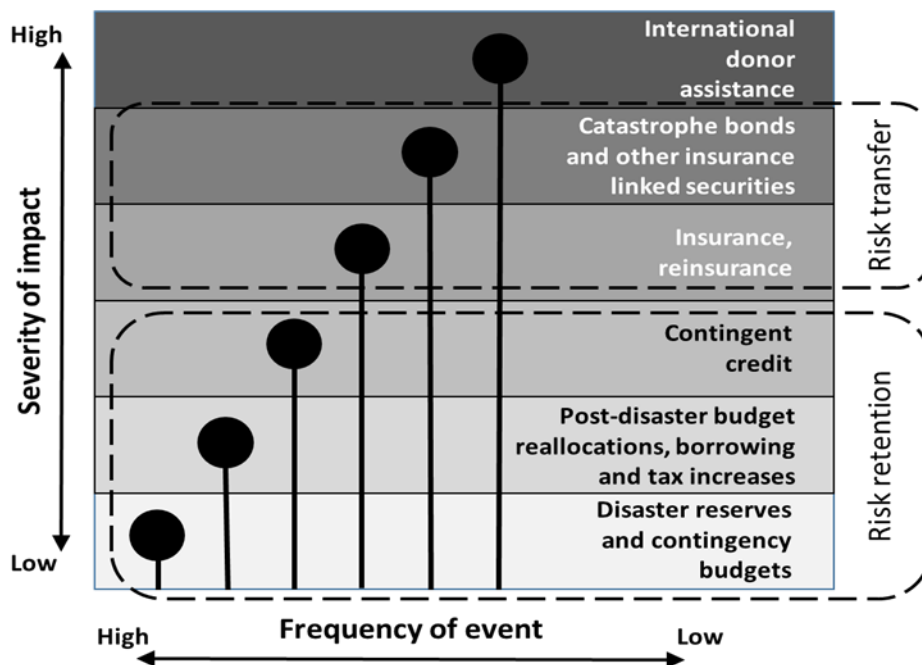 High
Severity of impact
Low
International
donor
assistance
Catastrophe bonds
and other insurance
linked securities
Insurance,
reinsurance
Contingent
credit
Post-disaster budget
reallocations, borrowing
and tax increases
Disaster reserves
and contingency
budgets
Risk transfer
Risk retention
High
Frequency of event
Low